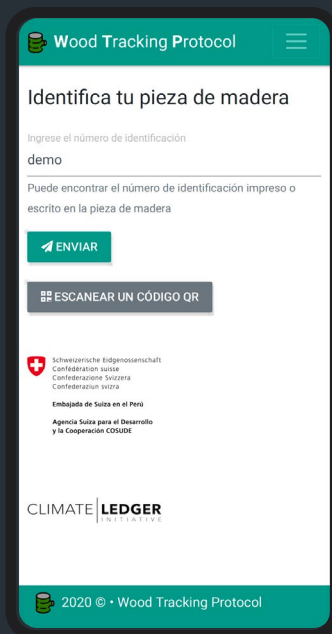 Wood Tracking Protocol
Identifica tu pieza de madera
Ingrese el número de identificación
demo
Puede encontrar el número de identificación impreso o
escrito en la pieza de madera
ENVIAR
ESCANEAR UN CÓDIGO QR
Schweizerische Eidgenossenschaft
Confédération suisse
Confederazione Svizzera
Confederaziun svizra
Embajada de Suiza en el Perú
Agencia Suiza para el Desarrollo
y la Cooperación COSUDE
CLIMATE LEDGER
INITIATIVE
2020 © • Wood Tracking Protocol